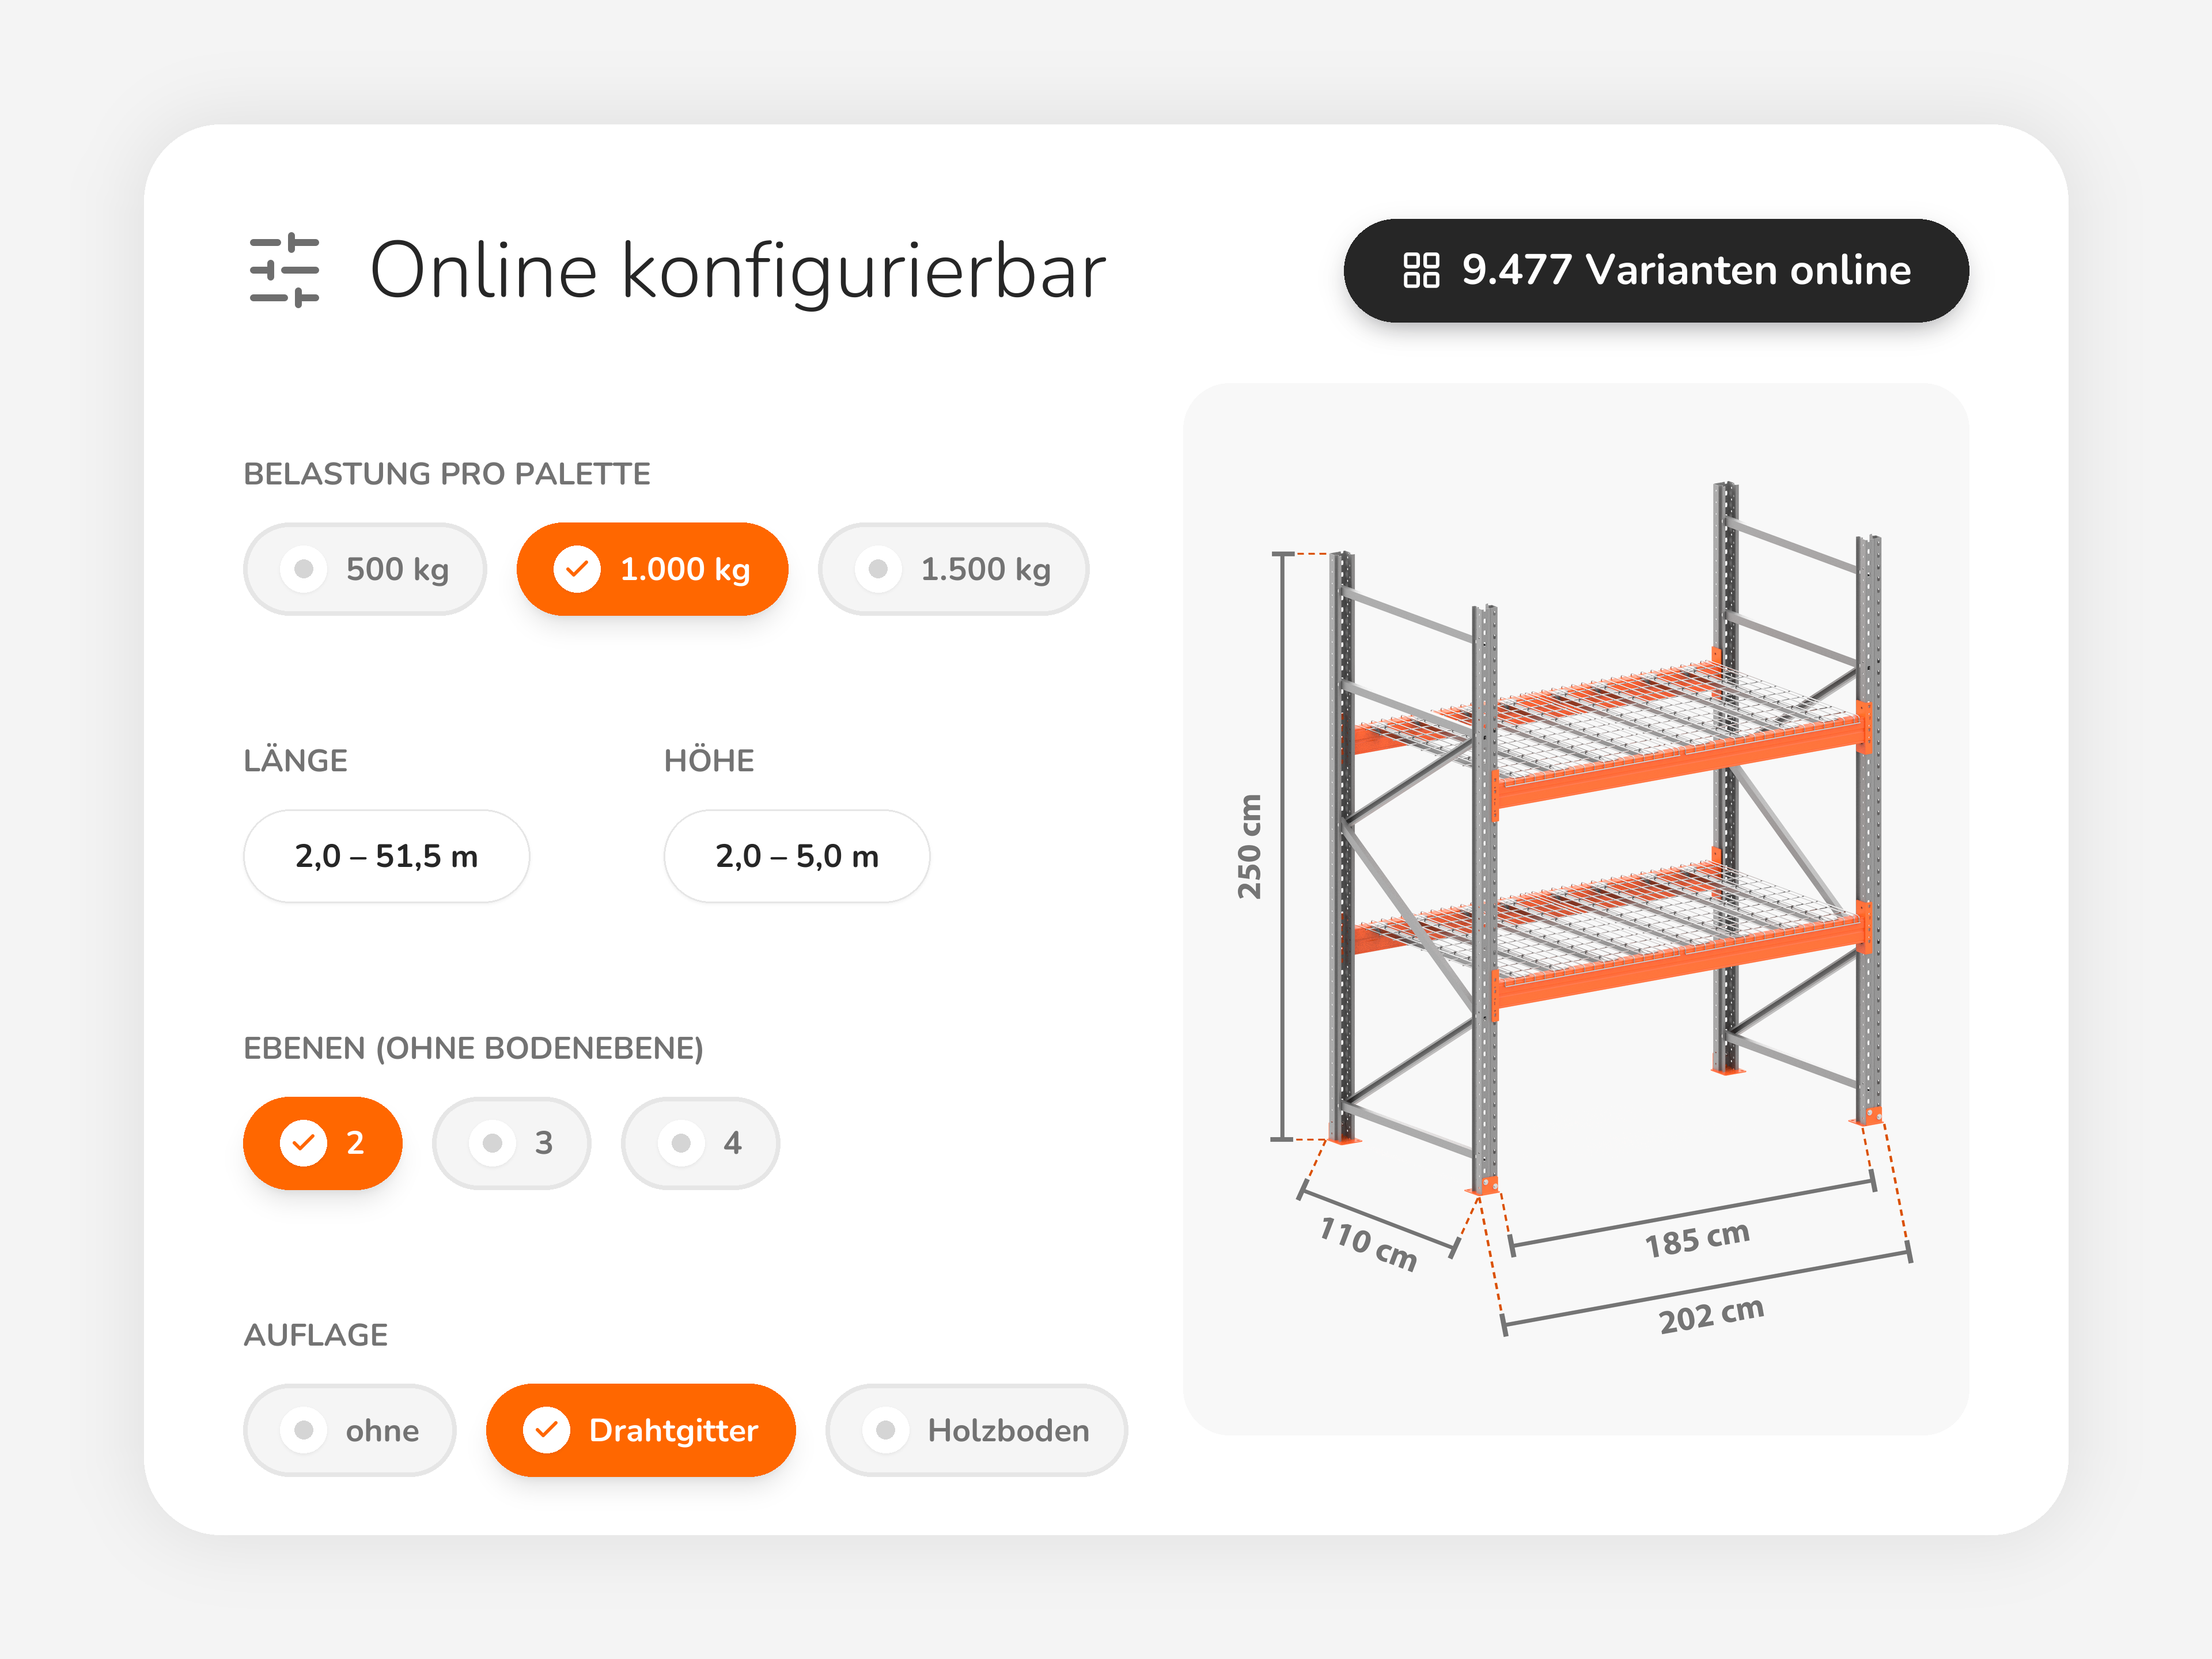 Online konfigurierbar
9.477 Varianten online
BELASTUNG PRO PALETTE
500 kg
1.000 kg
1.500 kg
LÄNGE
HÖHE
2,0 – 51,5 m
2,0 – 5,0 m
EBENEN (OHNE BODENEBENE)
2
3
4
AUFLAGE
ohne
Drahtgitter
Holzboden
250 cm
110 cm
185 cm
202 cm